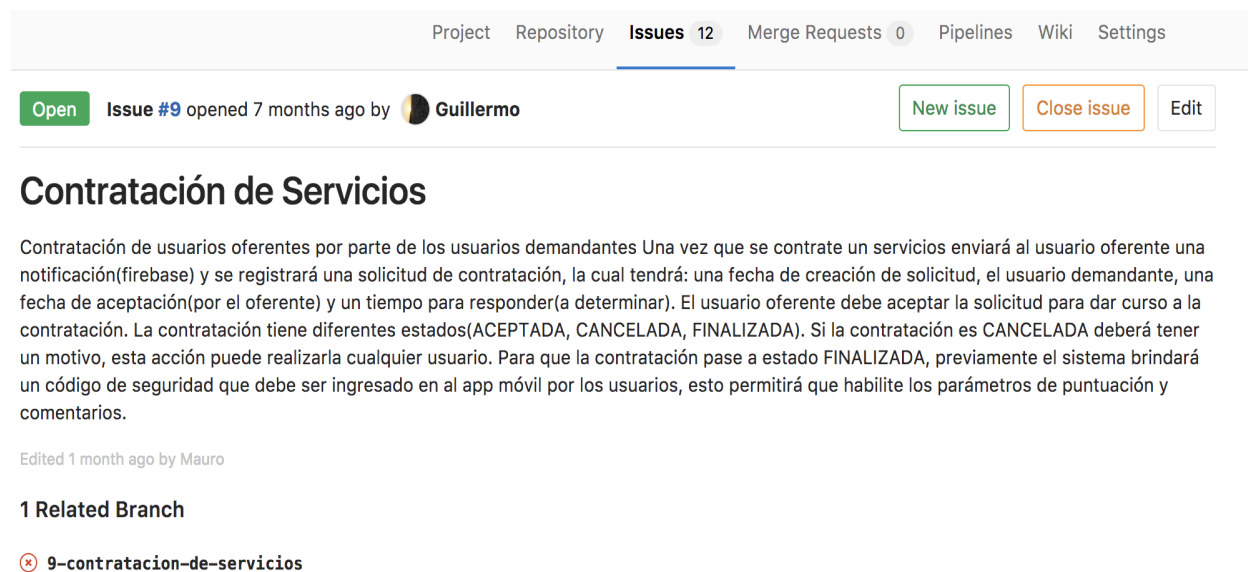 Project Repository Issues 12 Merge Requests 0 Pipelines Wiki Settings
Open Issue #9 opened 7 months ago by Guillermo New issue Close issue Edit
Contratación de Servicios
Contratación de usuarios oferentes por parte de los usuarios demandantes Una vez que se contrate un servicios enviará al usuario oferente una
notificación(firebase) y se registrará una solicitud de contratación, la cual tendrá: una fecha de creación de solicitud, el usuario demandante, una
fecha de aceptación(por el oferente) y un tiempo para responder(a determinar). El usuario oferente debe aceptar la solicitud para dar curso a la
contratación. La contratación tiene diferentes estados(ACEPTADA, CANCELADA, FINALIZADA). Si la contratación es CANCELADA deberá tener
un motivo, esta acción puede realizarla cualquier usuario. Para que la contratación pase a estado FINALIZADA, previamente el sistema brindará
un código de seguridad que debe ser ingresado en al app móvil por los usuarios, esto permitirá que habilite los parámetros de puntuación y
comentarios.
Edited 1 month ago by Mauro
1 Related Branch
9-contratacion-de-servicios